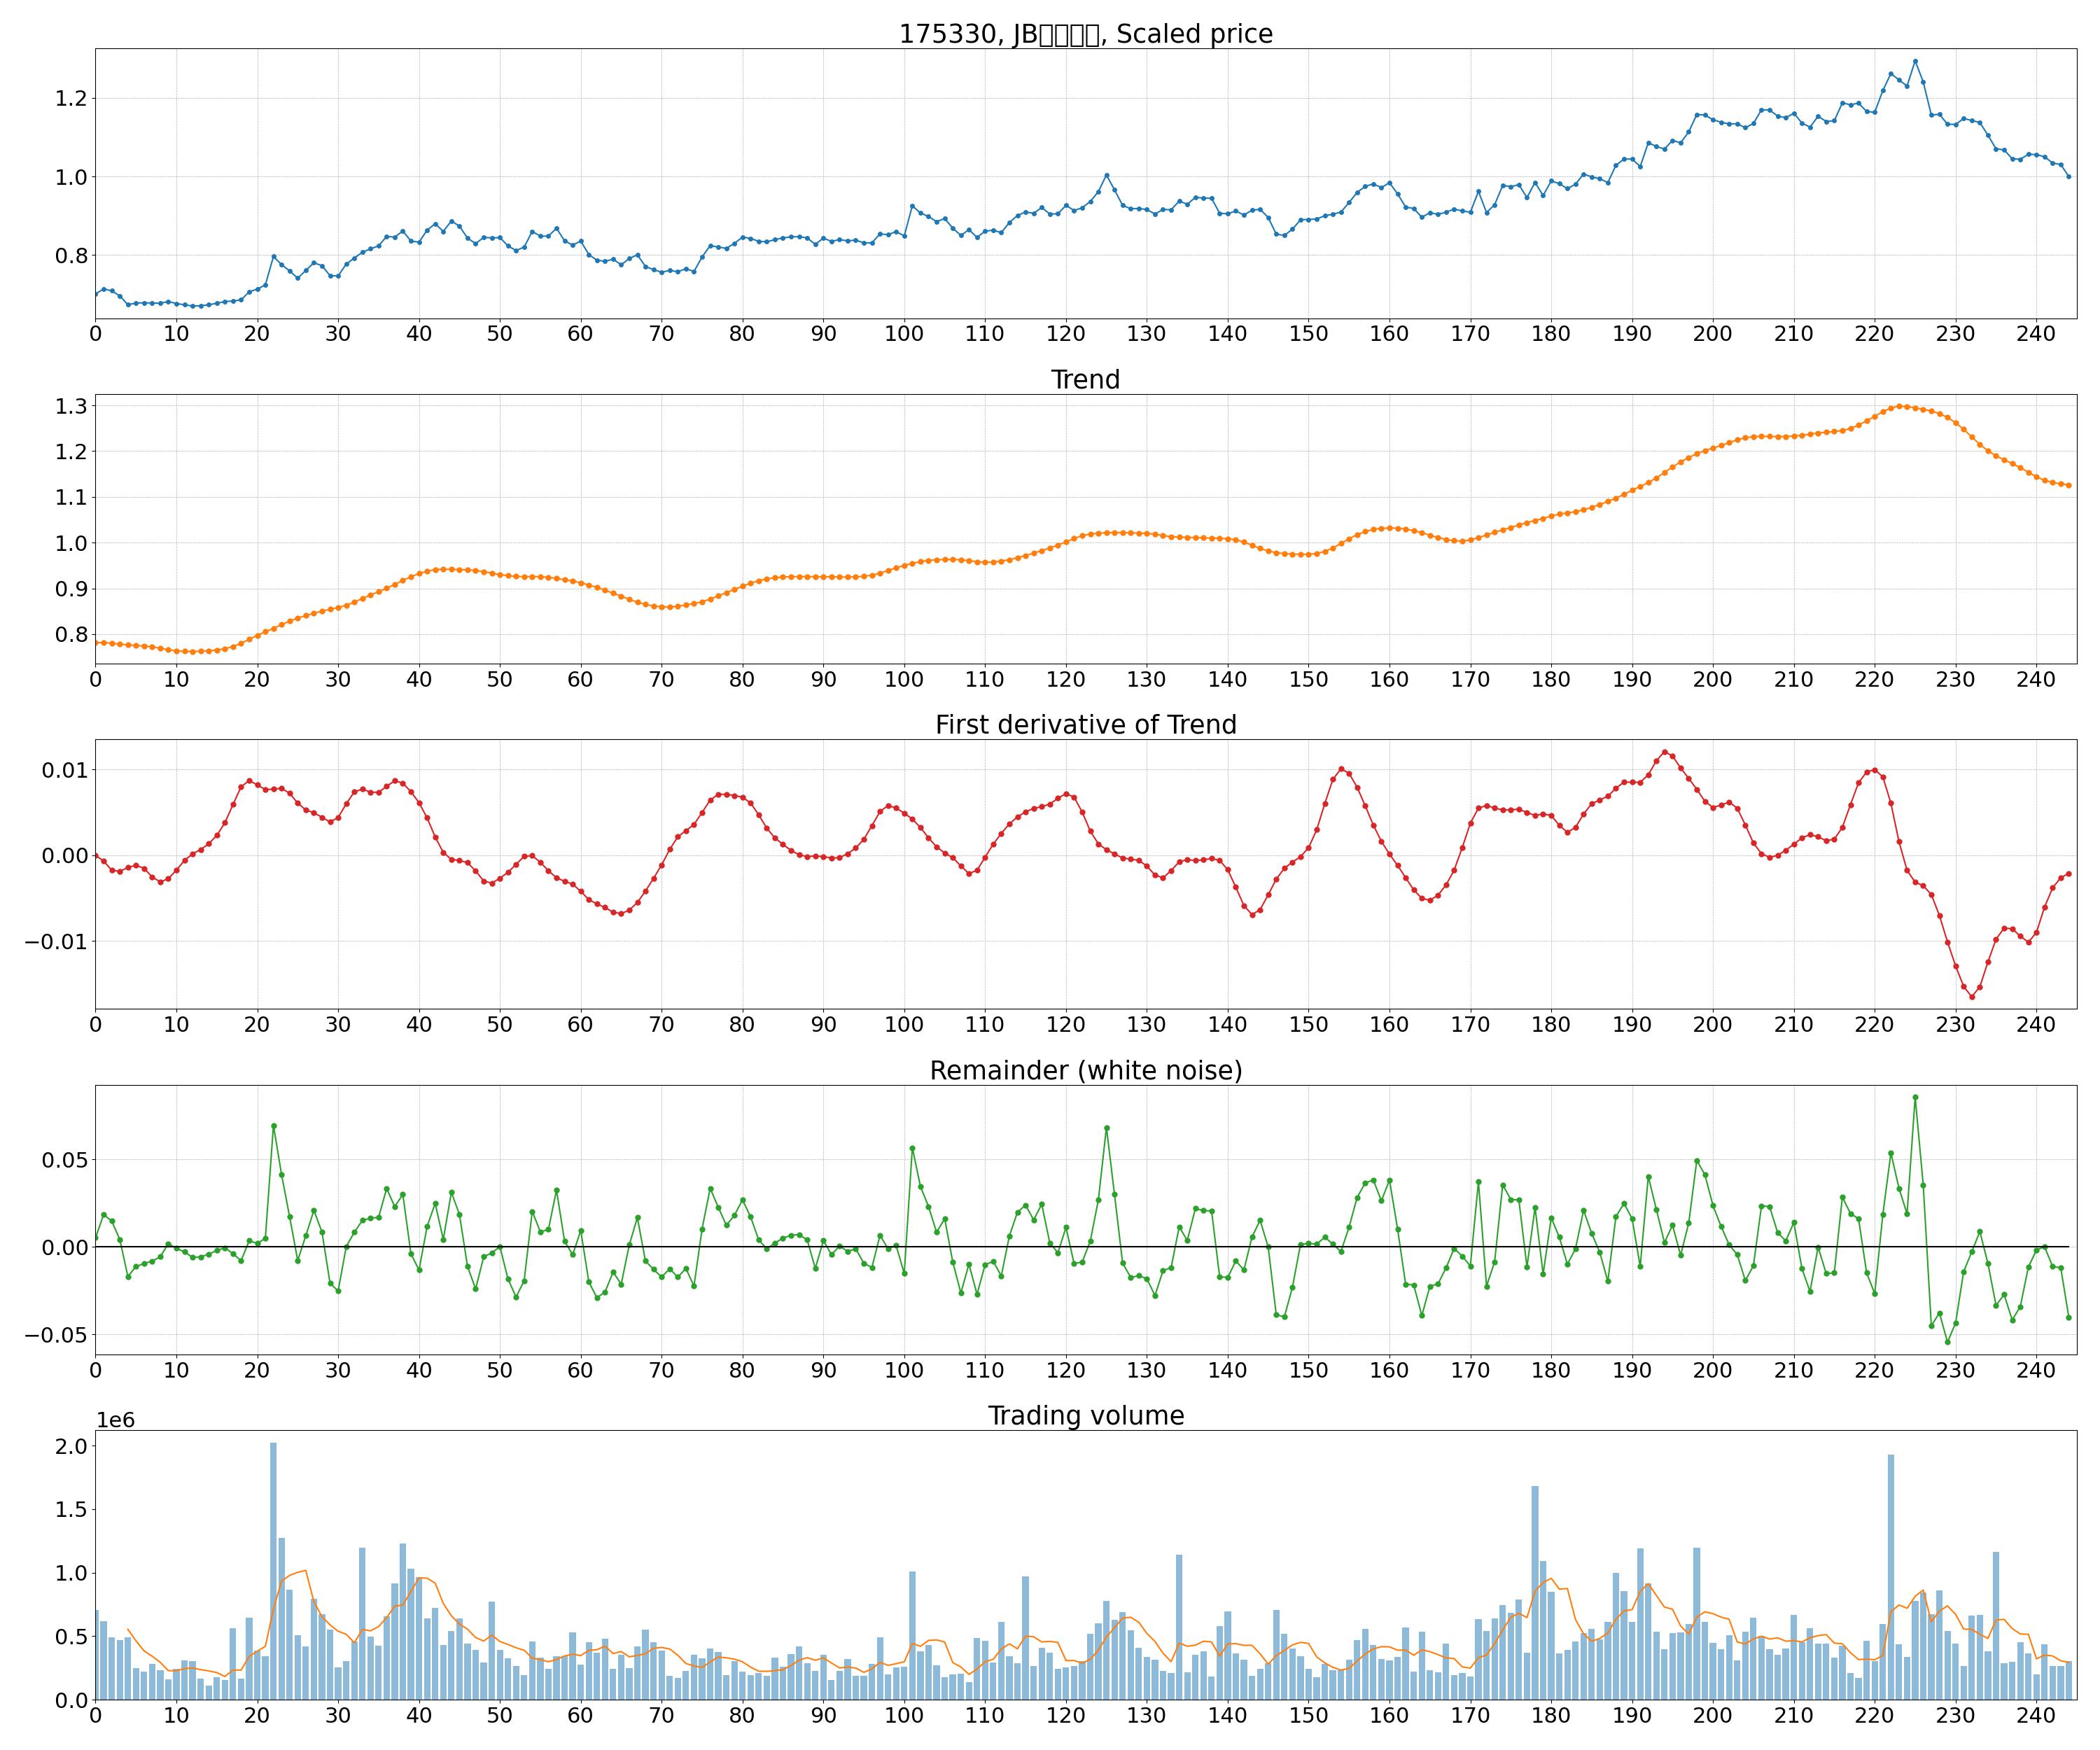 175330, JB□□□□, Scaled price
1.2
1.0
0.8
0 10 20 30 40 50 60 70 80 90 100 110 120 130 140 150 160 170 180 190 200 210 220 230 240
Trend
1.3
1.2
1.1
1.0
0.9
0.8
0 10 20 30 40 50 60 70 80 90 100 110 120 130 140 150 160 170 180 190 200 210 220 230 240
First derivative of Trend
0.01
0.00
−0.01
0 10 20 30 40 50 60 70 80 90 100 110 120 130 140 150 160 170 180 190 200 210 220 230 240
Remainder (white noise)
0.05
0.00
−0.05
0 10 20 30 40 50 60 70 80 90 100 110 120 130 140 150 160 170 180 190 200 210 220 230 240
Trading volume
1e6
2.0
1.5
1.0
0.5
0.0
0 10 20 30 40 50 60 70 80 90 100 110 120 130 140 150 160 170 180 190 200 210 220 230 240